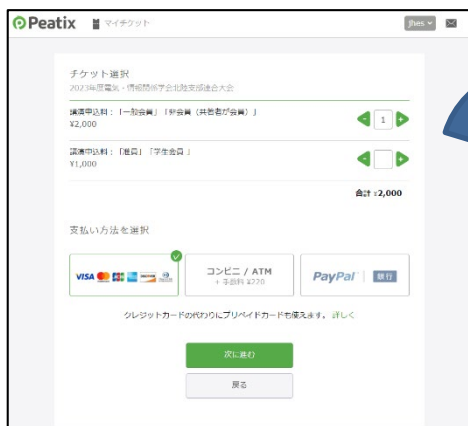 Peatix マイチケット jhes
チケット選択
2023年度電気・情報関係学会北陸支部連合大会
講演申込料：「一般会員」「非会員（共著者が会員）」
¥2,000
1
講演申込料：「准員」「学生会員」
¥1,000
合計 ¥2,000
支払い方法を選択
VISA
コンビニ / ATM
+ 手数料 ¥220
PayPal 銀行
クレジットカードの代わりにプリペイドカードも使えます。 詳しく
次に進む
戻る